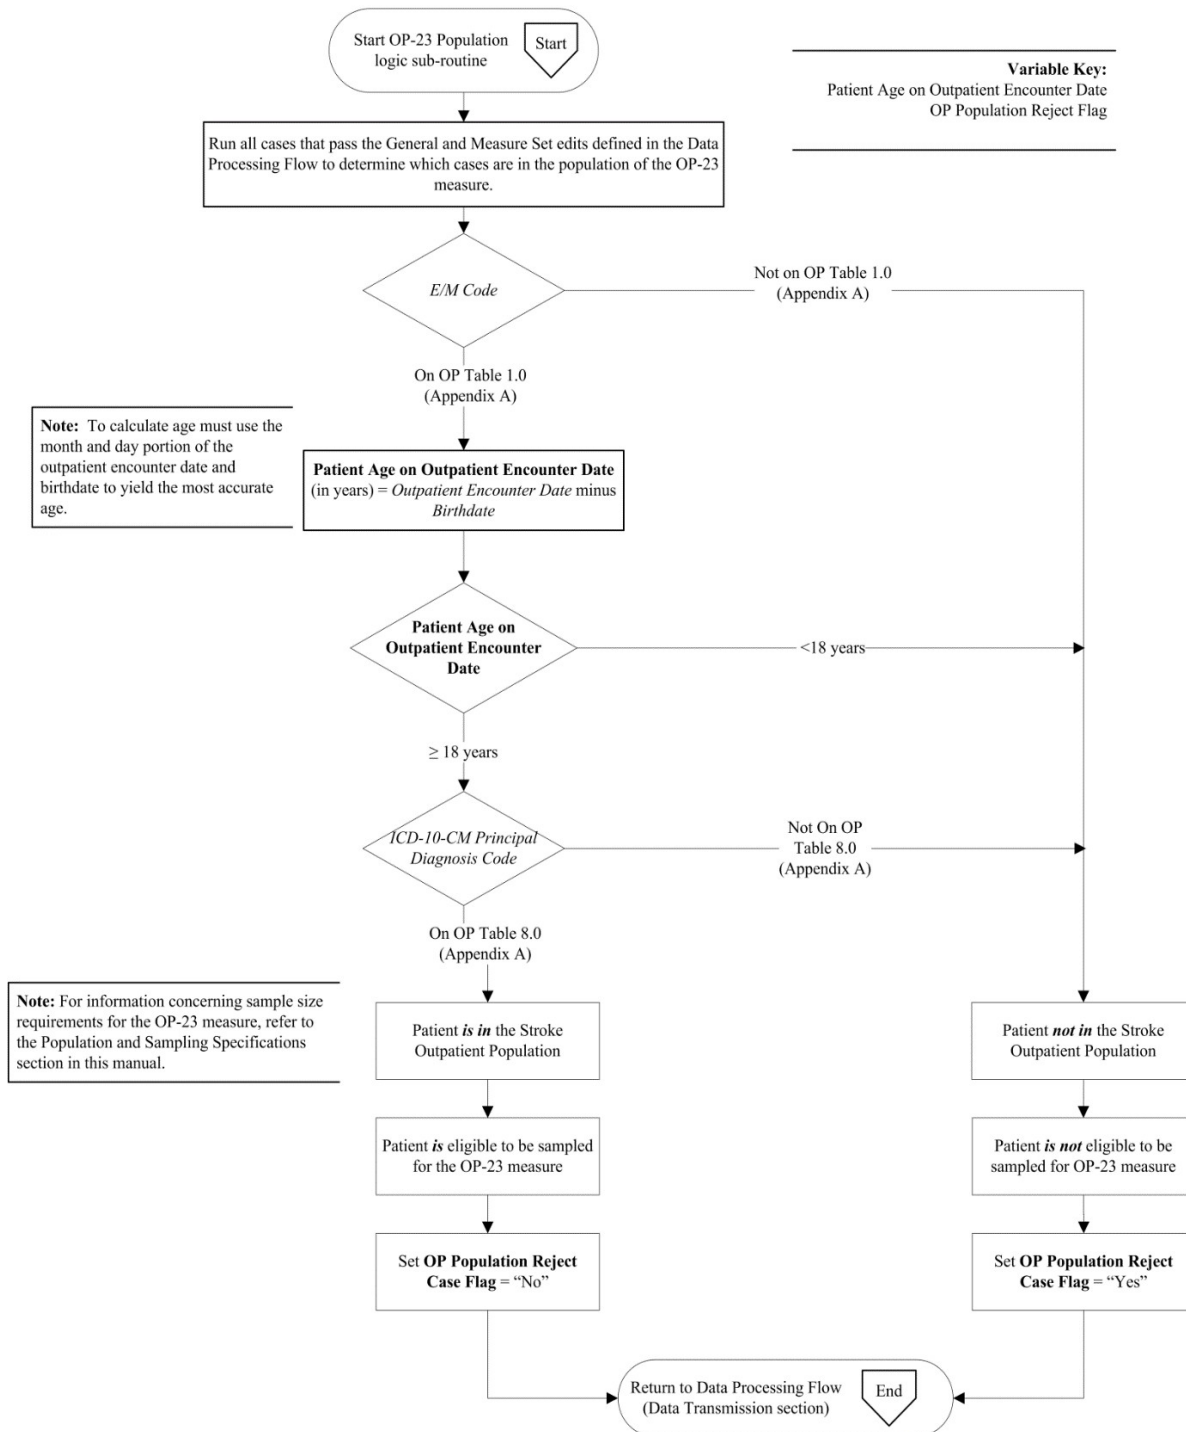 Start OP-23 Population
logic sub-routine
Start
Variable Key:
Patient Age on Outpatient Encounter Date
OP Population Reject Flag
Run all cases that pass the General and Measure Set edits defined in the Data
Processing Flow to determine which cases are in the population of the OP-23
measure.
E/M Code
Not on OP Table 1.0
(Appendix A)
On OP Table 1.0
(Appendix A)
Note: To calculate age must use the
month and day portion of the
outpatient encounter date and
birthdate to yield the most accurate
age.
Patient Age on Outpatient Encounter Date
(in years) = Outpatient Encounter Date minus
Birthdate
Patient Age on
Outpatient Encounter
Date
<18 years
≥ 18 years
ICD-10-CM Principal
Diagnosis Code
Not On OP
Table 8.0
(Appendix A)
On OP Table 8.0
(Appendix A)
Note: For information concerning sample size
requirements for the OP-23 measure, refer to
the Population and Sampling Specifications
section in this manual.
Patient is in the Stroke
Outpatient Population
Patient not in the Stroke
Outpatient Population
Patient is eligible to be sampled
for the OP-23 measure
Patient is not eligible to be
sampled for OP-23 measure
Set OP Population Reject
Case Flag = “No”
Set OP Population Reject
Case Flag = “Yes”
Return to Data Processing Flow
(Data Transmission section)
End